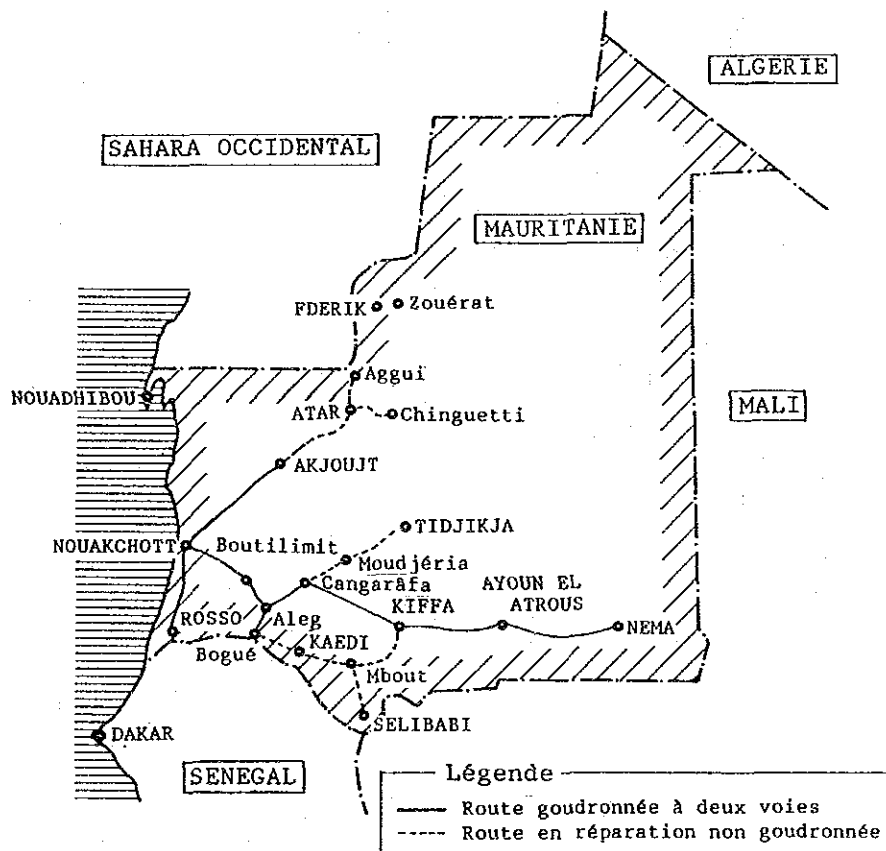 ALGERIE
SAHARA OCCIDENTAL
MAURITANIE
FDERIK
Zouérat
Aggui
NOUADHIBOU
ATAR
Chinguetti
MALI
AKJOUJT
TIDJIKJA
NOUAKCHOTT
Boutilimit
Moudjéria
Cangarâfa
AYOUN EL
ATROUS
KIFFA
ROSSO
Aleg
NEMA
Bogué
KAEDI
Mbout
SELIBABI
DAKAR
SENEGAL
Légende
Route goudronnée à deux voies
Route en réparation non goudronnée